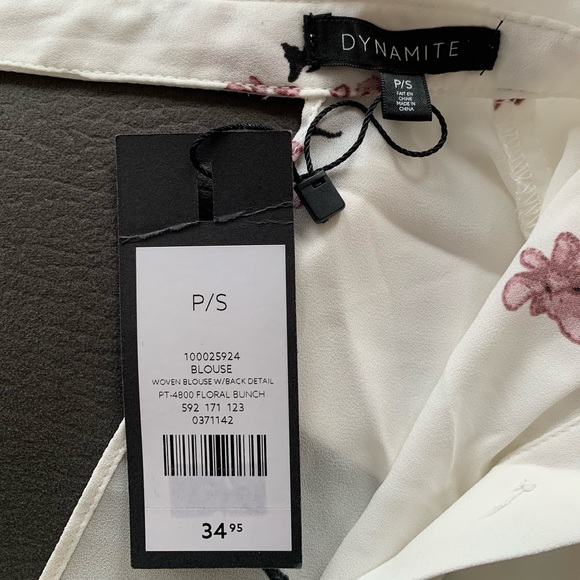 DYNAMITE
P/S
FAIT EN
CHINE
MADE IN
CHINA
P/S
100025924
BLOUSE
WOVEN BLOUSE W/BACK DETAIL
PT-4800 FLORAL BUNCH
592 171 123
0371142
34.95